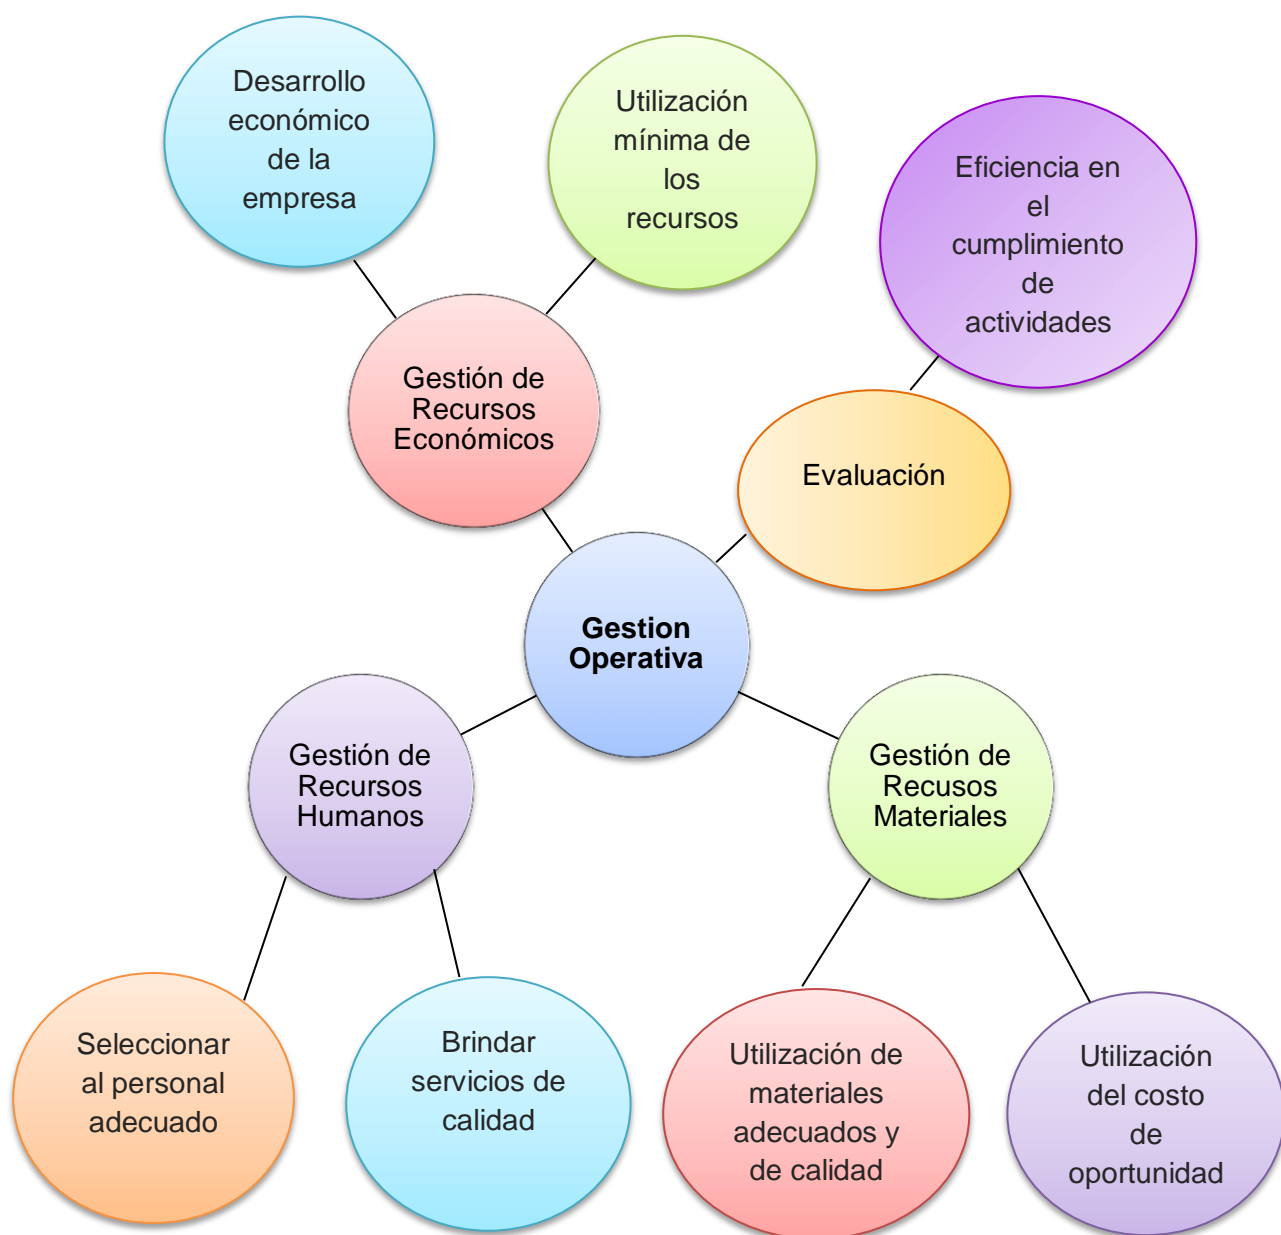 Desarrollo
económico
de la
empresa
Utilización
mínima de
los
recursos
Eficiencia en
el
cumplimiento
de
actividades
Gestión de
Recursos
Económicos
Evaluación
Gestion
Operativa
Gestión de
Recursos
Humanos
Gestión de
Recusos
Materiales
Seleccionar
al personal
adecuado
Brindar
servicios de
calidad
Utilización de
materiales
adecuados y
de calidad
Utilización
del costo
de
oportunidad